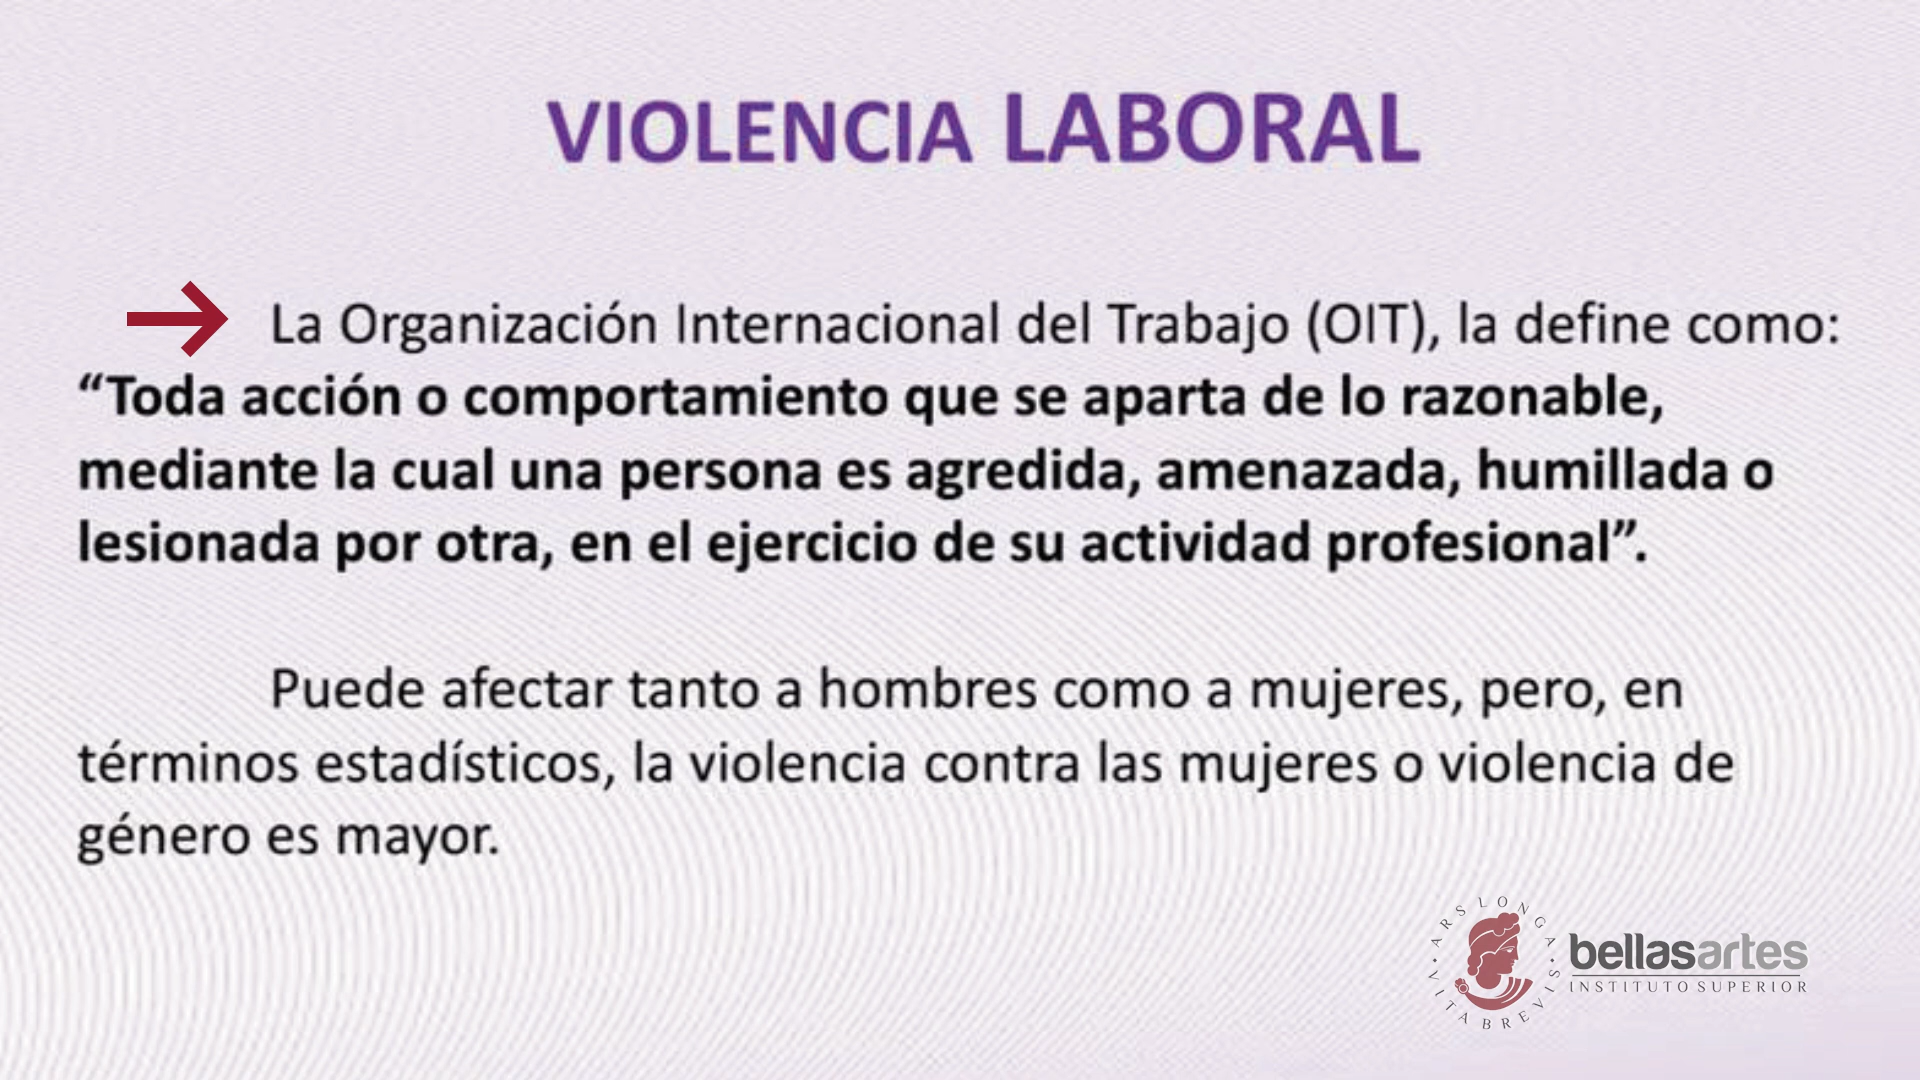 VIOLENCIA LABORAL
La Organización Internacional del Trabajo (OIT), la define como:
“Toda acción o comportamiento que se aparta de lo razonable,
mediante la cual una persona es agredida, amenazada, humillada o
lesionada por otra, en el ejercicio de su actividad profesional”.
Puede afectar tanto a hombres como a mujeres, pero, en
términos estadísticos, la violencia contra las mujeres o violencia de
género es mayor.
ARS LONGA
VITA BREVIS
bellasartes
INSTITUTO SUPERIOR